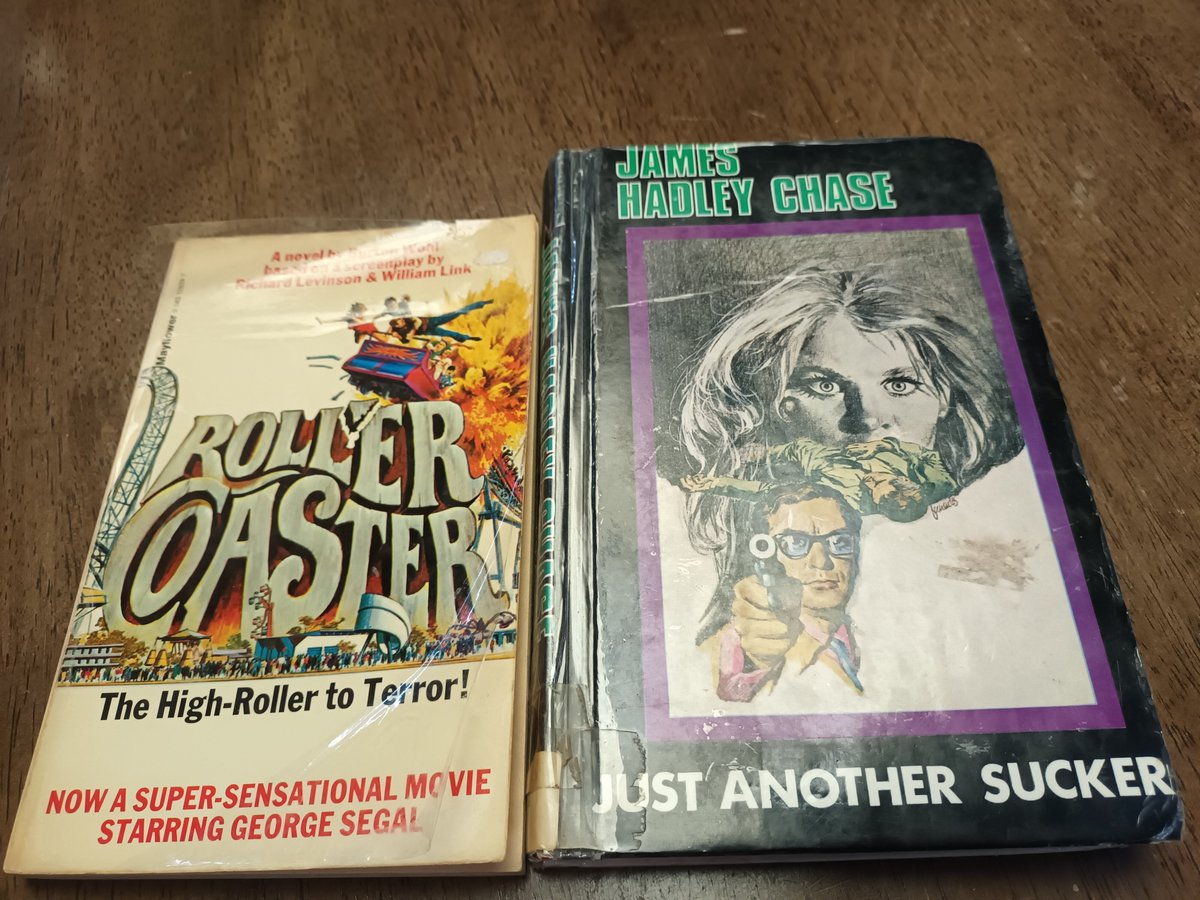 A novel by
based on a screenplay by
Richard Levinson & William Link
Mayflower
ROLLER
COASTER
The High-Roller to Terror!
NOW A SUPER-SENSATIONAL MOVIE
STARRING GEORGE SEGAL
JAMES
HADLEY CHASE
JUST ANOTHER SUCKER